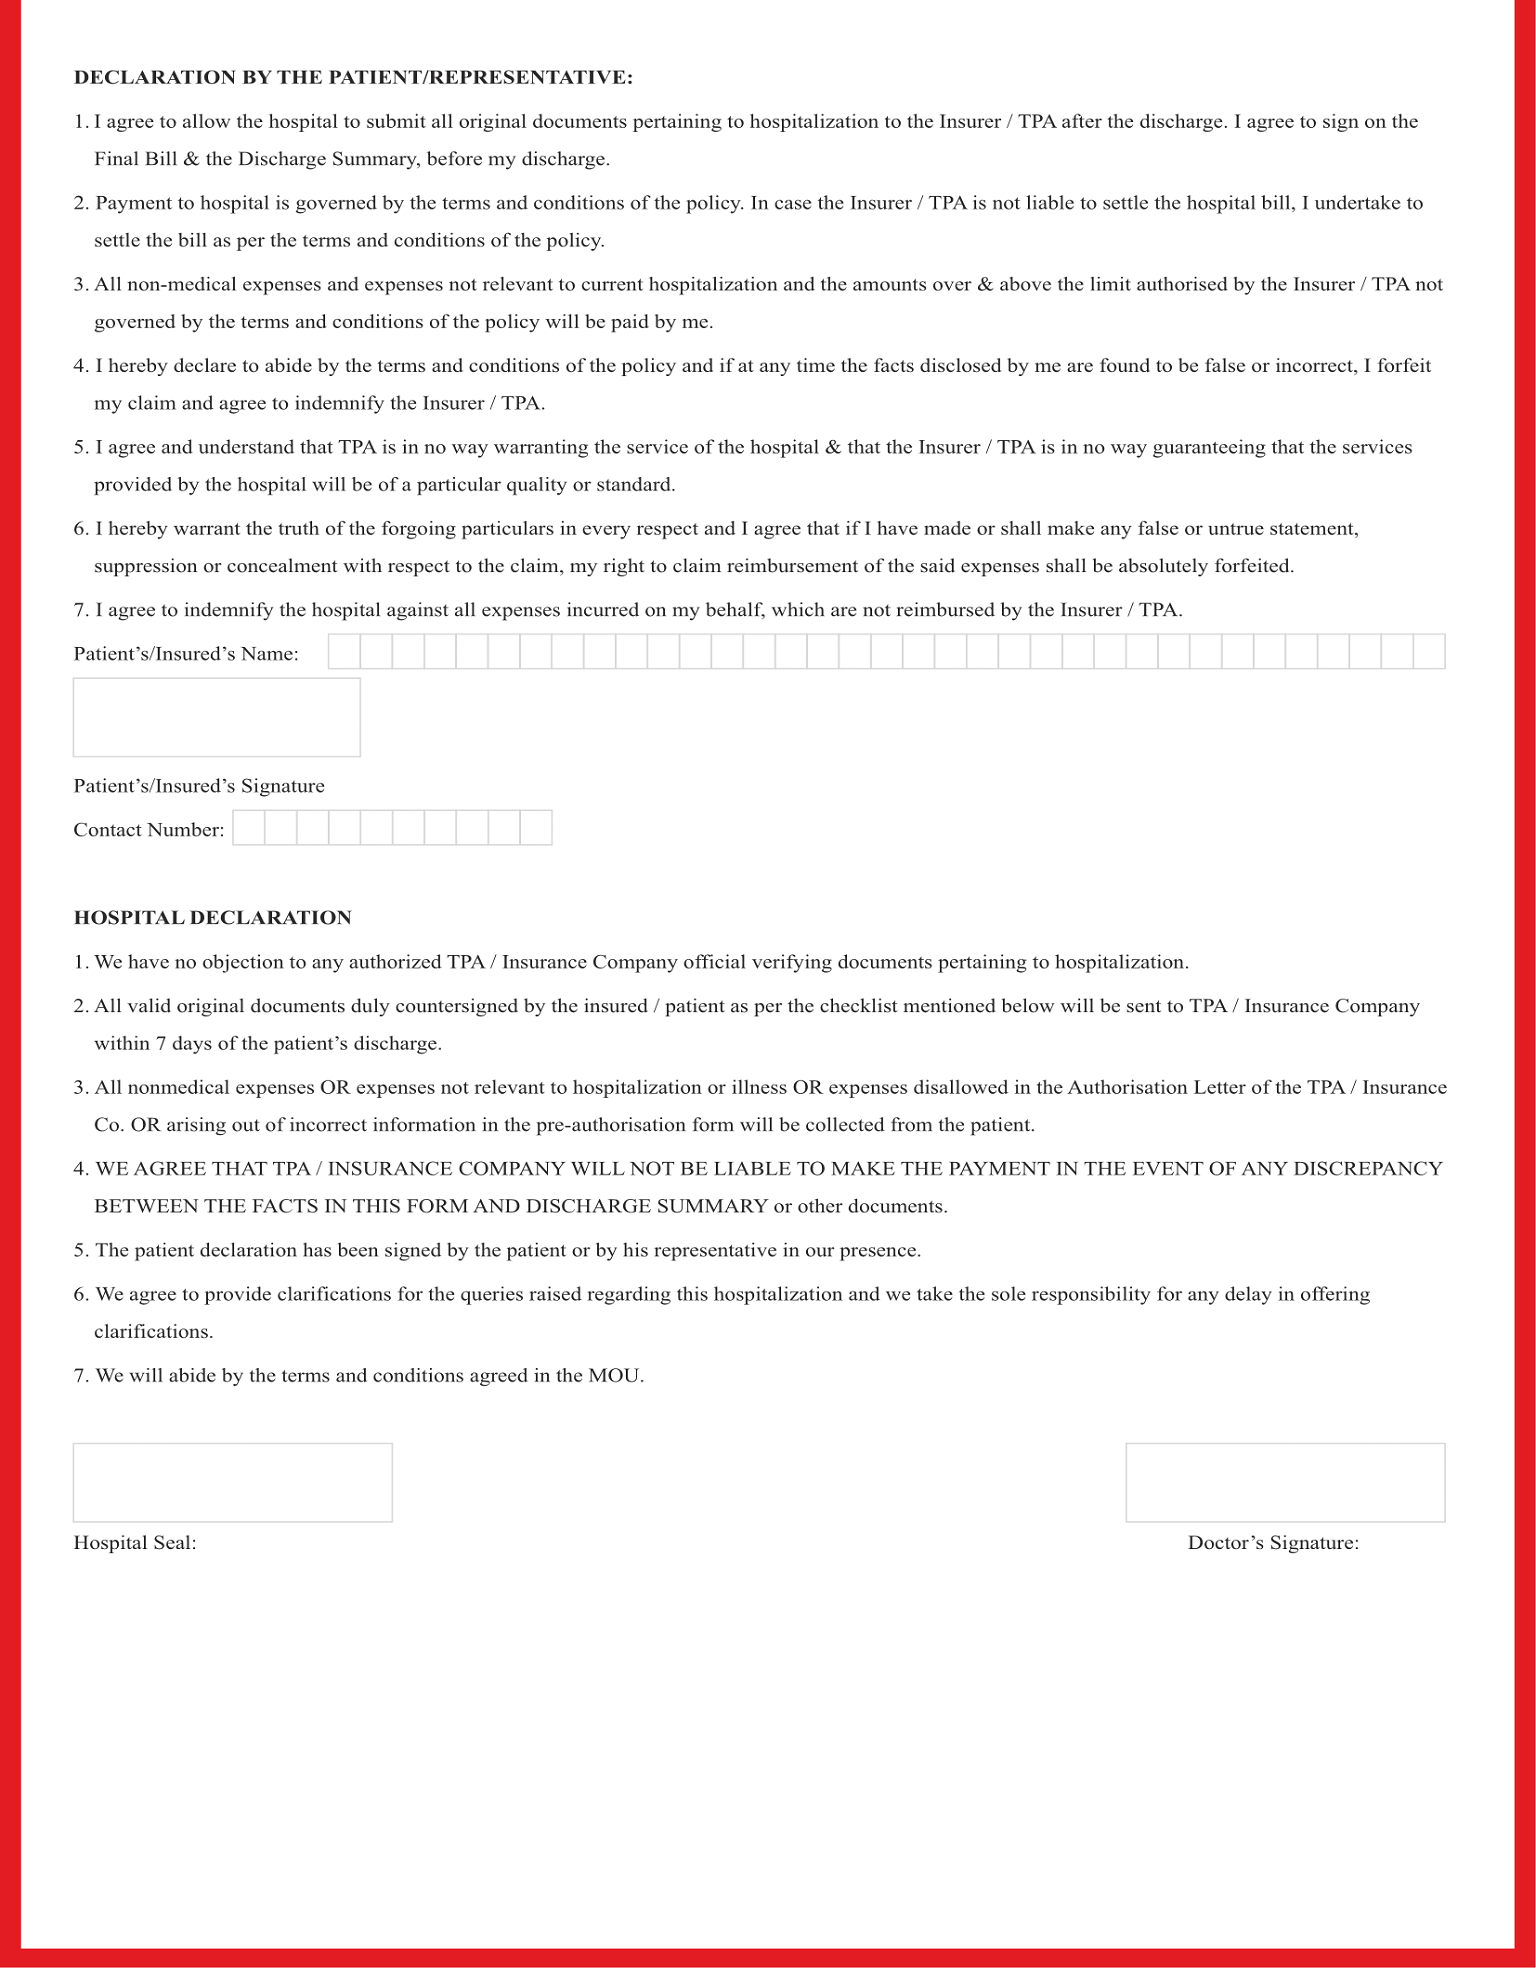 DECLARATION BY THE PATIENT/REPRESENTATIVE:
1. I agree to allow the hospital to submit all original documents pertaining to hospitalization to the Insurer / TPA after the discharge. I agree to sign on the
Final Bill & the Discharge Summary, before my discharge.
2. Payment to hospital is governed by the terms and conditions of the policy. In case the Insurer / TPA is not liable to settle the hospital bill, I undertake to
settle the bill as per the terms and conditions of the policy.
3. All non-medical expenses and expenses not relevant to current hospitalization and the amounts over & above the limit authorised by the Insurer / TPA not
governed by the terms and conditions of the policy will be paid by me.
4. I hereby declare to abide by the terms and conditions of the policy and if at any time the facts disclosed by me are found to be false or incorrect, I forfeit
my claim and agree to indemnify the Insurer / TPA.
5. I agree and understand that TPA is in no way warranting the service of the hospital & that the Insurer / TPA is in no way guaranteeing that the services
provided by the hospital will be of a particular quality or standard.
6. I hereby warrant the truth of the forgoing particulars in every respect and I agree that if I have made or shall make any false or untrue statement,
suppression or concealment with respect to the claim, my right to claim reimbursement of the said expenses shall be absolutely forfeited.
7. I agree to indemnify the hospital against all expenses incurred on my behalf, which are not reimbursed by the Insurer / TPA.
Patient’s/Insured’s Name:
Patient’s/Insured’s Signature
Contact Number:
HOSPITAL DECLARATION
1. We have no objection to any authorized TPA / Insurance Company official verifying documents pertaining to hospitalization.
2. All valid original documents duly countersigned by the insured / patient as per the checklist mentioned below will be sent to TPA / Insurance Company
within 7 days of the patient’s discharge.
3. All nonmedical expenses OR expenses not relevant to hospitalization or illness OR expenses disallowed in the Authorisation Letter of the TPA / Insurance
Co. OR arising out of incorrect information in the pre-authorisation form will be collected from the patient.
4. WE AGREE THAT TPA / INSURANCE COMPANY WILL NOT BE LIABLE TO MAKE THE PAYMENT IN THE EVENT OF ANY DISCREPANCY
BETWEEN THE FACTS IN THIS FORM AND DISCHARGE SUMMARY or other documents.
5. The patient declaration has been signed by the patient or by his representative in our presence.
6. We agree to provide clarifications for the queries raised regarding this hospitalization and we take the sole responsibility for any delay in offering
clarifications.
7. We will abide by the terms and conditions agreed in the MOU.
Hospital Seal:
Doctor’s Signature: